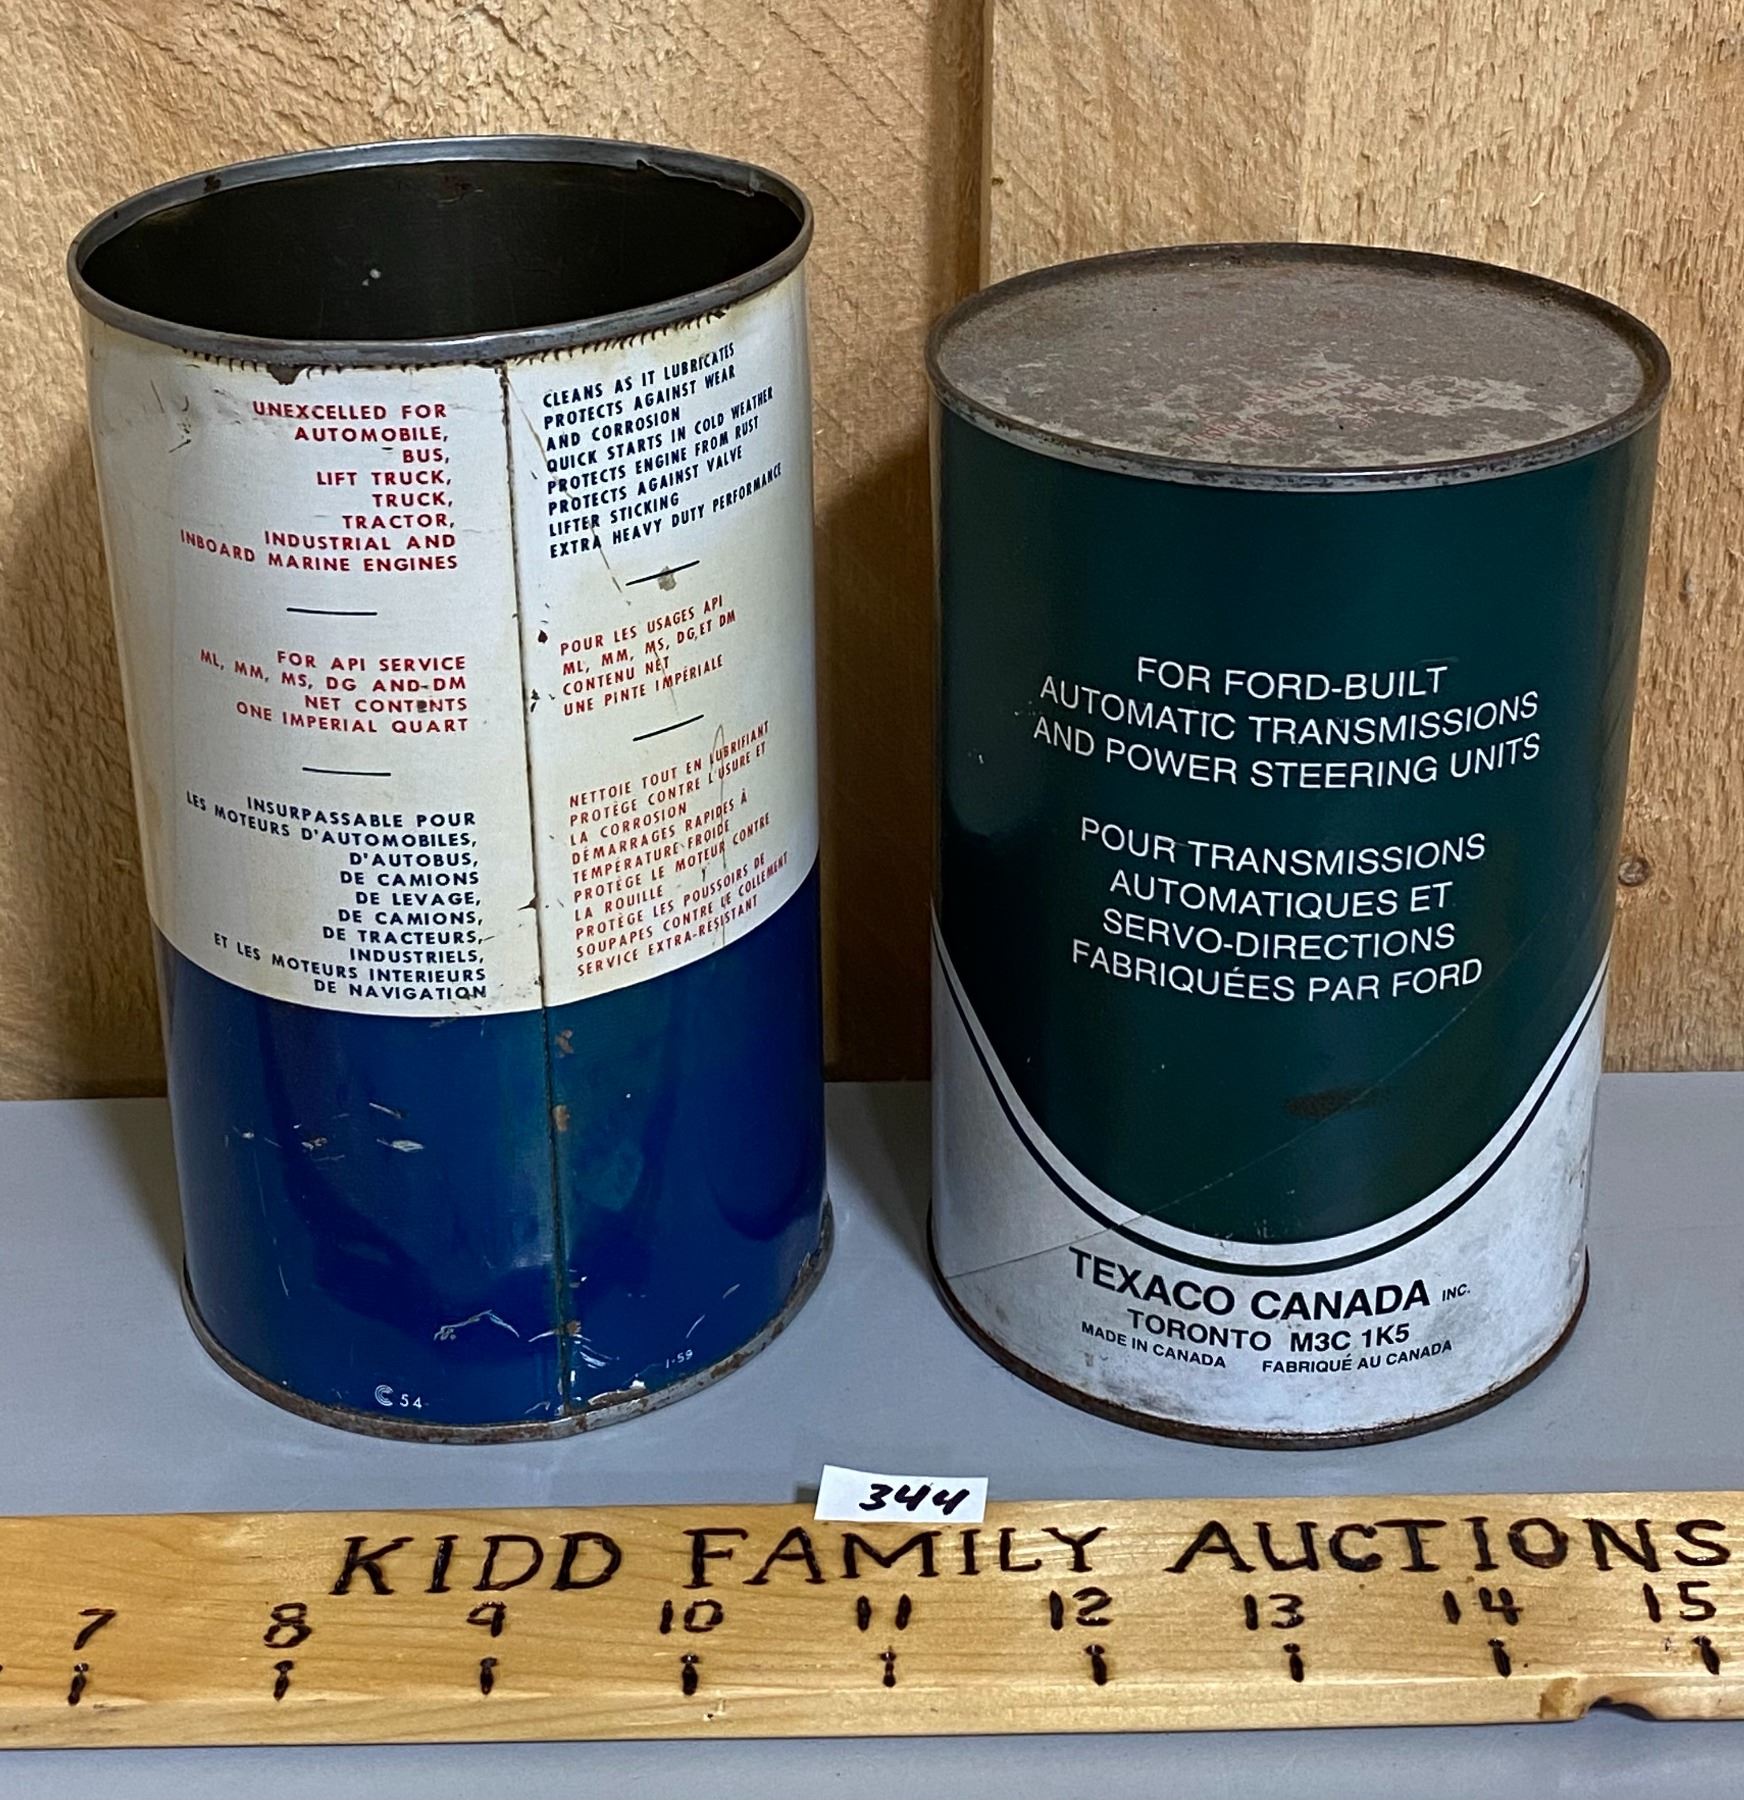 UNEXCELLED FOR
AUTOMOBILE,
BUS,
LIFT TRUCK,
TRUCK,
TRACTOR,
INDUSTRIAL AND
INBOARD MARINE ENGINES
FOR API SERVICE
ML, MM, MS, DG AND DM
NET CONTENTS
ONE IMPERIAL QUART
INSURPASSABLE POUR
LES MOTEURS D'AUTOMOBILES,
D'AUTOBUS,
DE CAMIONS
DE LEVAGE,
DE CAMIONS,
DE TRACTEURS,
INDUSTRIELS,
ET LES MOTEURS INTERIEURS
DE NAVIGATION
C 54
CLEANS AS IT LUBRICATES
PROTECTS AGAINST WEAR
AND CORROSION
QUICK STARTS IN COLD WEATHER
PROTECTS ENGINE FROM RUST
PROTECTS AGAINST VALVE
LIFTER STICKING
EXTRA HEAVY DUTY PERFORMANCE
POUR LES USAGES API
ML, MM, MS, DG, ET DM
CONTENU NET
UNE PINTE IMPÉRIALE
NETTOIE TOUT EN LUBRIFIANT
PROTÈGE CONTRE L'USURE ET
LA CORROSION
DÉMARRAGES RAPIDES À
TEMPÉRATURE FROIDE
PROTÈGE LE MOTEUR CONTRE
LA ROUILLE
PROTÈGE LES POUSSOIRS DE
SOUPAPES CONTRE LE COLLEMENT
SERVICE EXTRA-RÉSISTANT
1-59
FOR FORD-BUILT
AUTOMATIC TRANSMISSIONS
AND POWER STEERING UNITS
POUR TRANSMISSIONS
AUTOMATIQUES ET
SERVO-DIRECTIONS
FABRIQUÉES PAR FORD
TEXACO CANADA INC.
TORONTO M3C 1K5
MADE IN CANADA FABRIQUÉ AU CANADA
344
KIDD FAMILY AUCTIONS
7 8 9 10 11 12 13 14 15